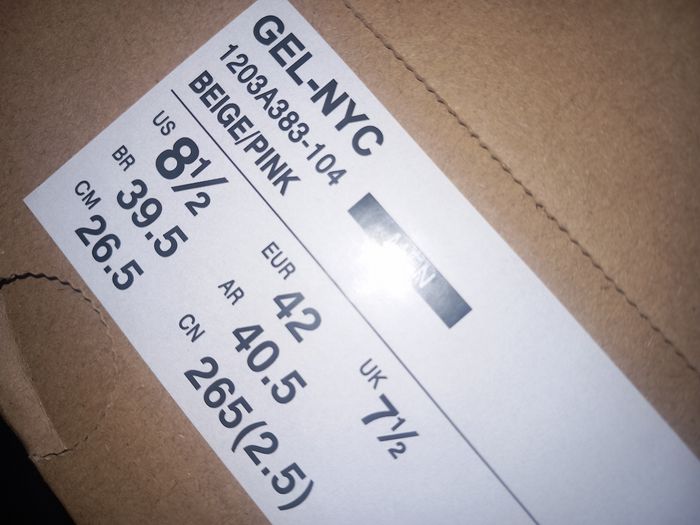 GEL-NYC
1203A383-104
BEIGE/PINK
MEN
US 8½ EUR 42 UK 7½
BR 39.5 AR 40.5
CM 26.5 CN 265(2.5)